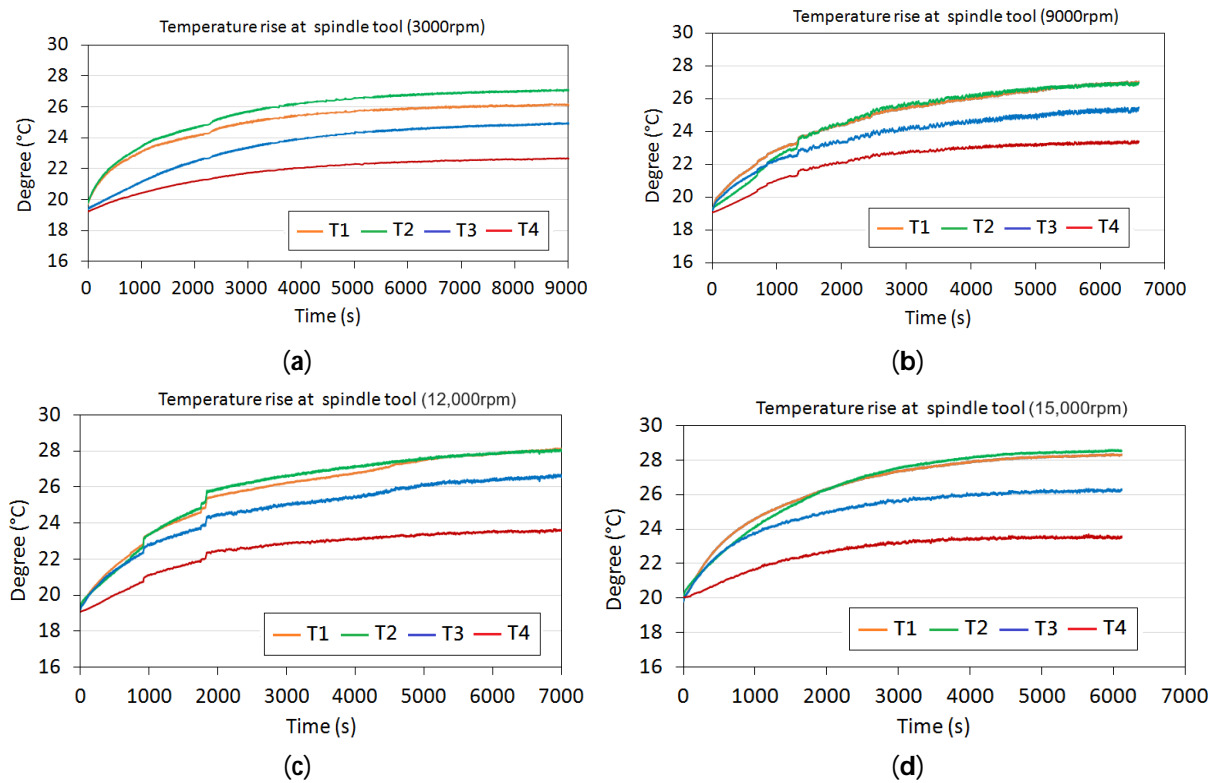 Temperature rise at spindle tool (3000rpm)
30
28
26
24
22
20
18
16
Degree (°C)
T1 T2 T3 T4
0 1000 2000 3000 4000 5000 6000 7000 8000 9000
Time (s)
(a)
Temperature rise at spindle tool (9000rpm)
30
28
26
24
22
20
18
16
Degree (°C)
T1 T2 T3 T4
0 1000 2000 3000 4000 5000 6000 7000
Time (s)
(b)
Temperature rise at spindle tool (12,000rpm)
30
28
26
24
22
20
18
16
Degree (°C)
T1 T2 T3 T4
0 1000 2000 3000 4000 5000 6000 7000
Time (s)
(c)
Temperature rise at spindle tool (15,000rpm)
30
28
26
24
22
20
18
16
Degree (°C)
T1 T2 T3 T4
0 1000 2000 3000 4000 5000 6000 7000
Time (s)
(d)